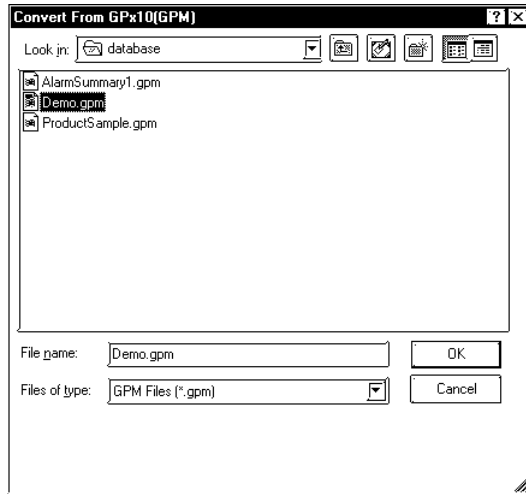 Convert From GPx10(GPM)
Look in: database
AlarmSummary1.gpm
Demo.gpm
ProductSample.gpm
File name: Demo.gpm OK
Files of type: GPM Files (*.gpm) Cancel